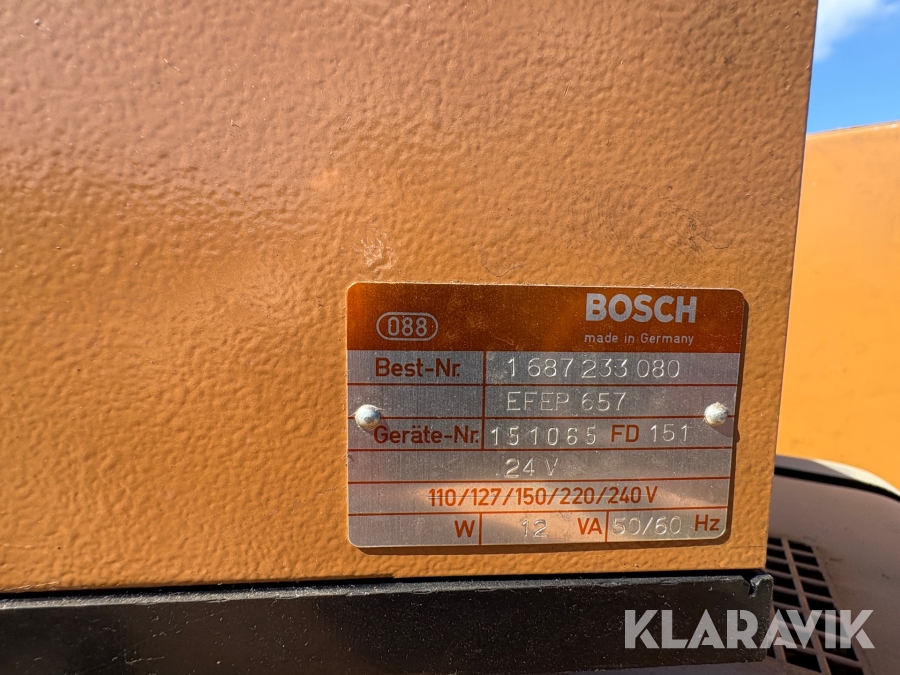 088
BOSCH
made in Germany
Best-Nr. 1 687 233 080
EFEP 657
Geräte-Nr. 151065 FD 151
24 V
110/127/150/220/240 V
W 12 VA 50/60 Hz
KLARAVIK